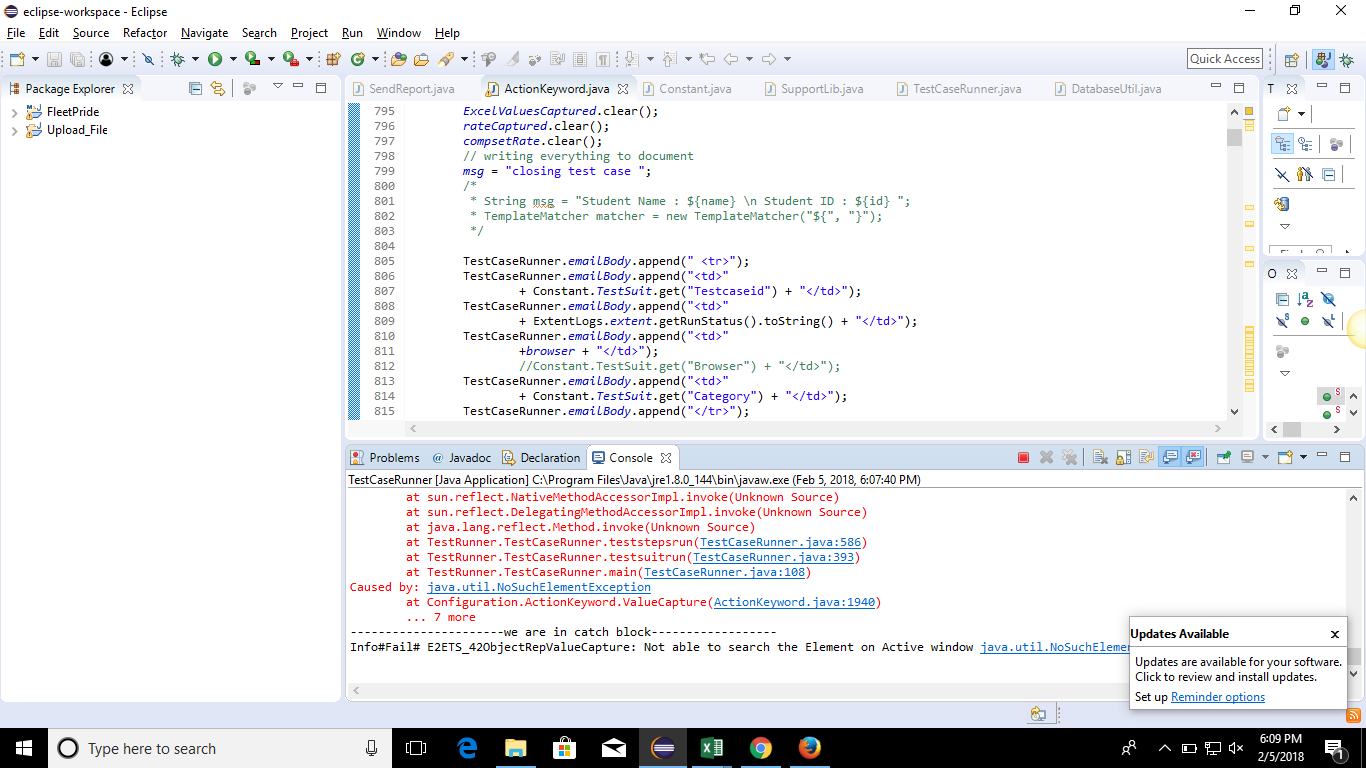 eclipse-workspace - Eclipse
File Edit Source Refactor Navigate Search Project Run Window Help
Quick Access
Package Explorer
FleetPride
Upload_File
SendReport.java ActionKeyword.java Constant.java SupportLib.java TestCaseRunner.java DatabaseUtil.java
795 ExcelValuesCaptured.clear();
796 rateCaptured.clear();
797 compsetRate.clear();
798 // writing everything to document
799 msg = "closing test case ";
800 /*
801 * String msg = "Student Name : ${name} \n Student ID : ${id} ";
802 * TemplateMatcher matcher = new TemplateMatcher("${", "}");
803 */
804
805 TestCaseRunner.emailBody.append(" <tr>");
806 TestCaseRunner.emailBody.append("<td>"
807 + Constant.TestSuit.get("Testcaseid") + "</td>");
808 TestCaseRunner.emailBody.append("<td>"
809 + ExtentLogs.extent.getRunStatus().toString() + "</td>");
810 TestCaseRunner.emailBody.append("<td>"
811 +browser + "</td>");
812 //Constant.TestSuit.get("Browser") + "</td>");
813 TestCaseRunner.emailBody.append("<td>"
814 + Constant.TestSuit.get("Category") + "</td>");
815 TestCaseRunner.emailBody.append("</tr>");
T
O
Problems @ Javadoc Declaration Console
TestCaseRunner [Java Application] C:\Program Files\Java\jre1.8.0_144\bin\javaw.exe (Feb 5, 2018, 6:07:40 PM)
at sun.reflect.NativeMethodAccessorImpl.invoke(Unknown Source)
at sun.reflect.DelegatingMethodAccessorImpl.invoke(Unknown Source)
at java.lang.reflect.Method.invoke(Unknown Source)
at TestRunner.TestCaseRunner.teststepsrun(TestCaseRunner.java:586)
at TestRunner.TestCaseRunner.testsuitrun(TestCaseRunner.java:393)
at TestRunner.TestCaseRunner.main(TestCaseRunner.java:108)
Caused by: java.util.NoSuchElementException
at Configuration.ActionKeyword.ValueCapture(ActionKeyword.java:1940)
... 7 more
----------------------we are in catch block------------------
Info#Fail# E2ETS_42ObjectRepValueCapture: Not able to search the Element on Active window java.util.NoSuchEleme
Updates Available
Updates are available for your software.
Click to review and install updates.
Set up Reminder options
Type here to search
6:09 PM
2/5/2018
1